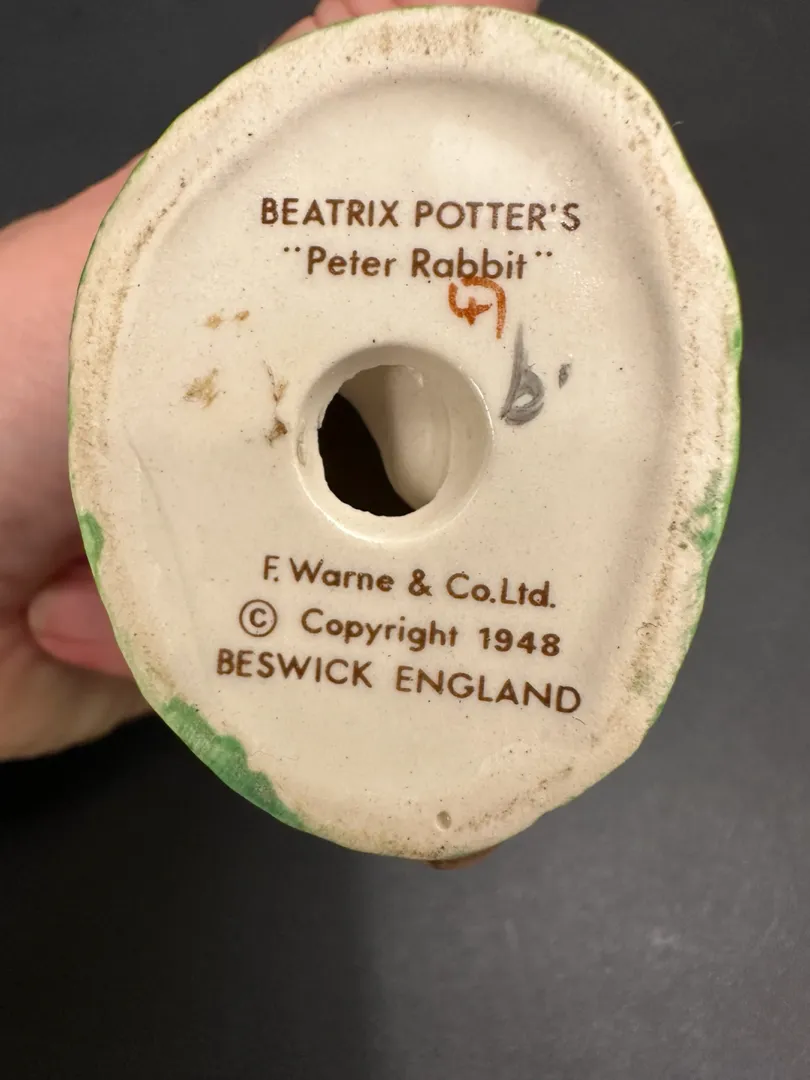 BEATRIX POTTER'S
¨Peter Rabbit¨
F. Warne & Co.Ltd.
© Copyright 1948
BESWICK ENGLAND